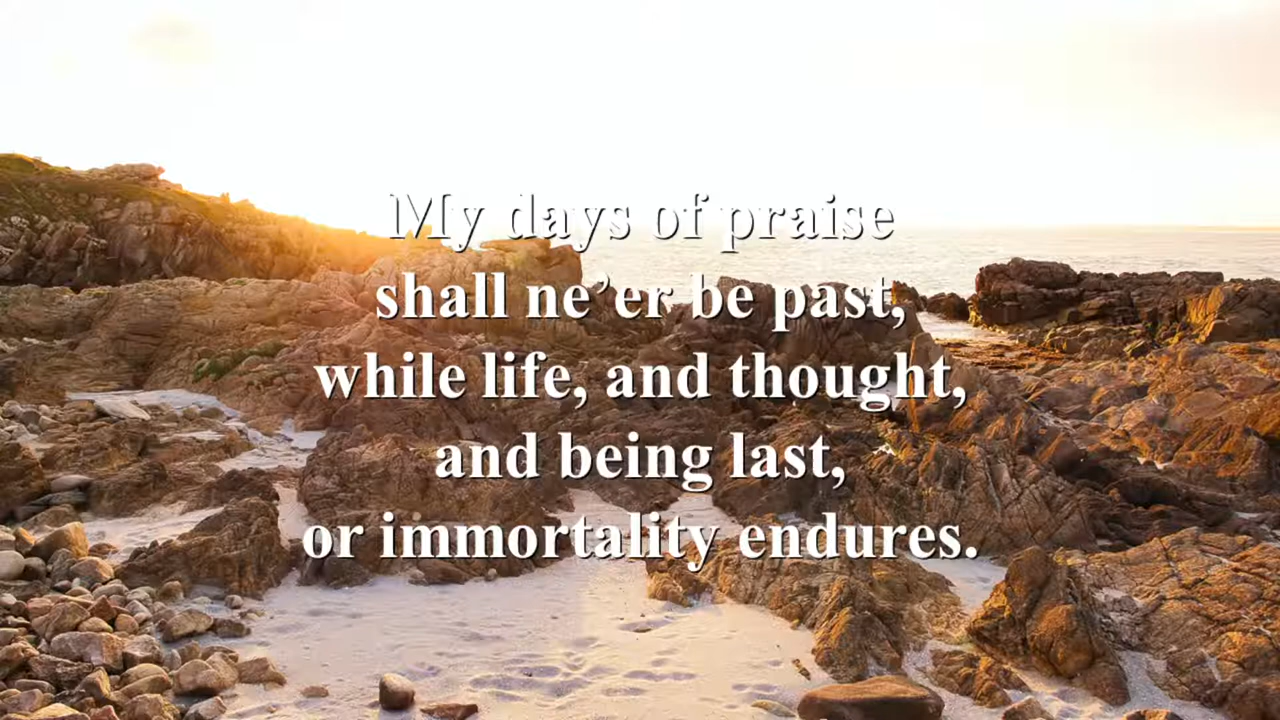 My days of praise
shall ne’er be past,
while life, and thought,
and being last,
or immortality endures.